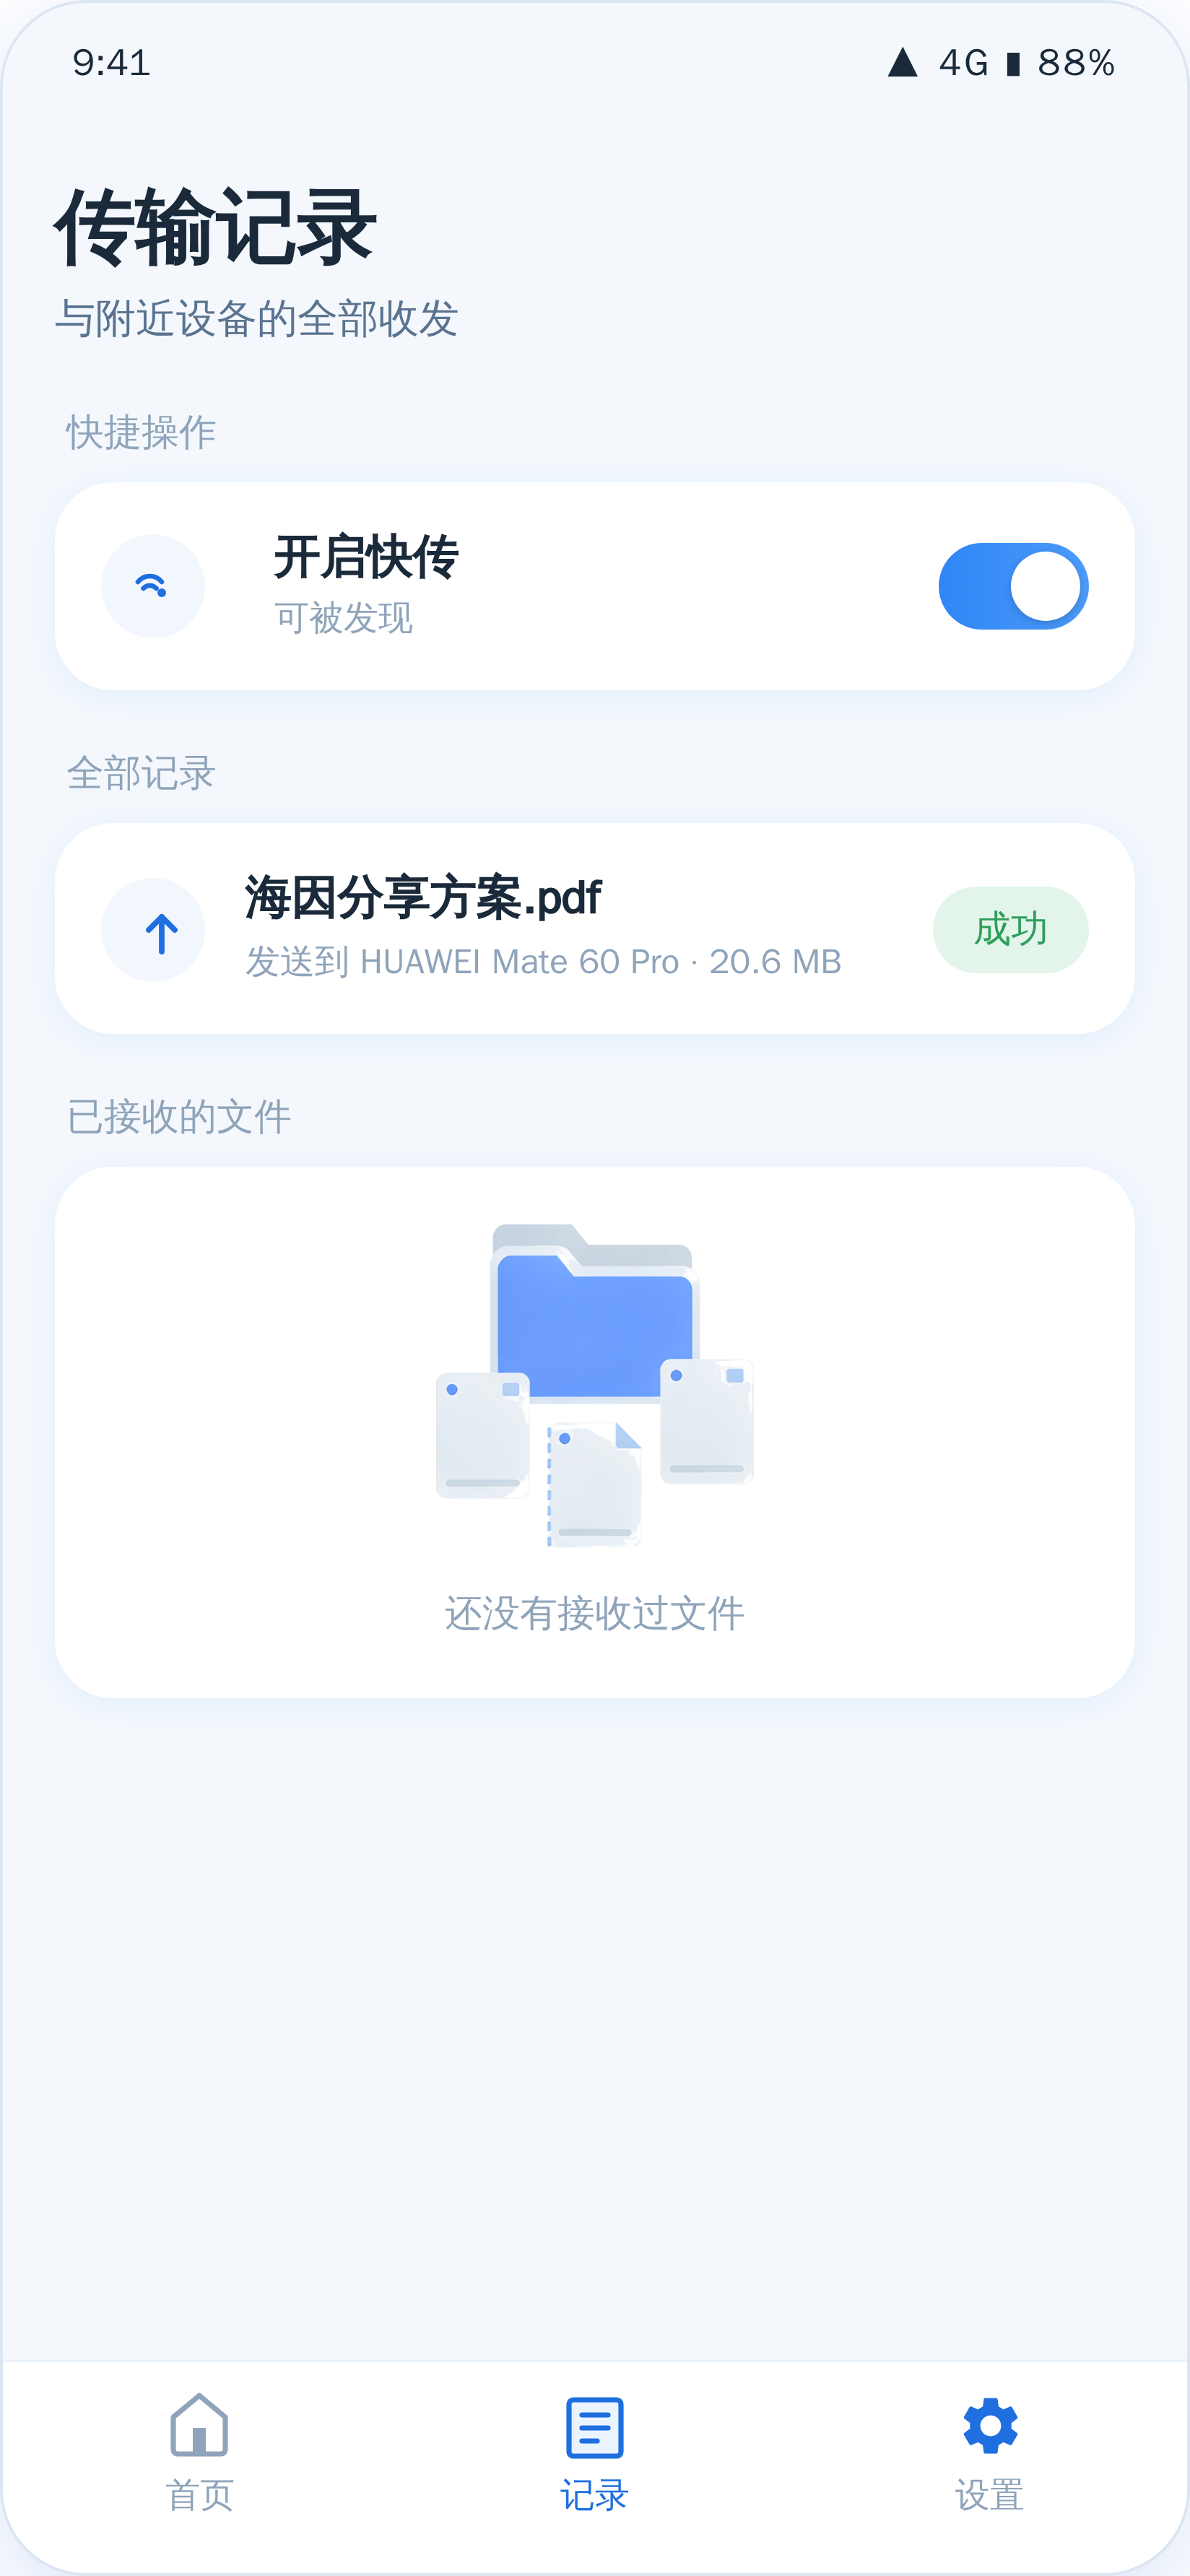 9:41
4G 88%
传输记录
与附近设备的全部收发
快捷操作
开启快传
可被发现
全部记录
海因分享方案.pdf
发送到 HUAWEI Mate 60 Pro · 20.6 MB
成功
已接收的文件
还没有接收过文件
首页
记录
设置